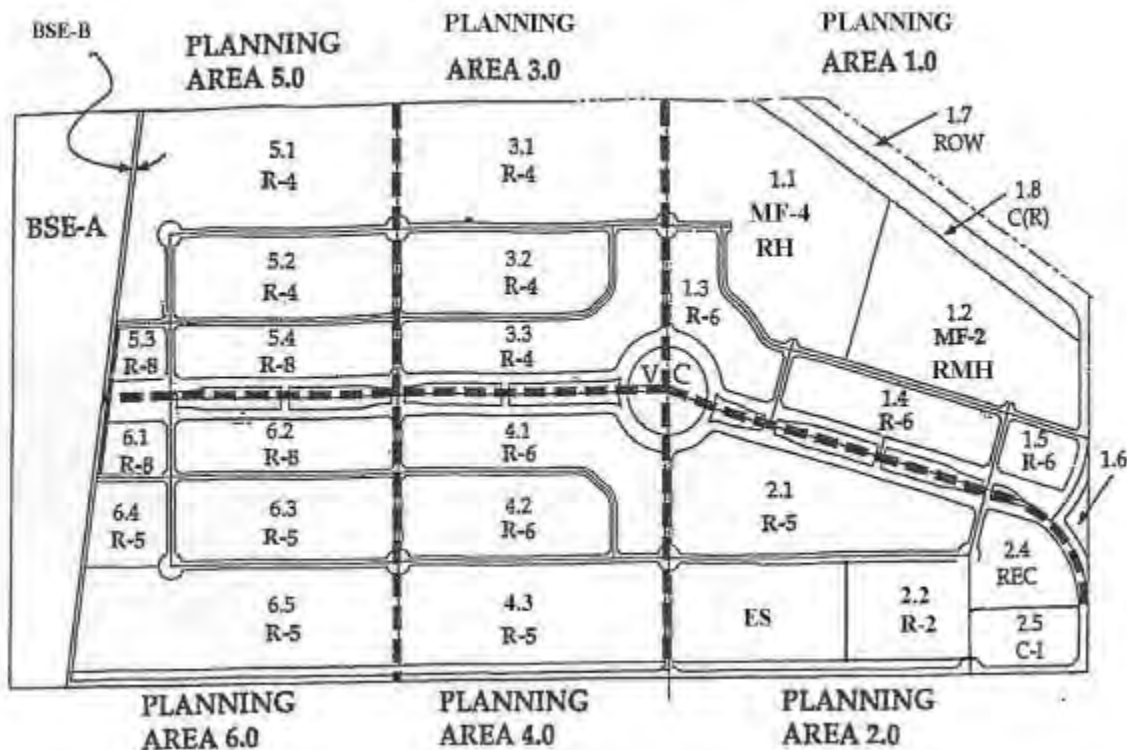 BSE-B
PLANNING
AREA 5.0
PLANNING
AREA 3.0
PLANNING
AREA 1.0
1.7
ROW
5.1
R-4
3.1
R-4
1.1
MF-4
RH
1.8
C(R)
BSE-A
5.2
R-4
3.2
R-4
1.3
R-6
1.2
MF-2
RMH
5.3
R-8
5.4
R-8
3.3
R-4
V C
1.4
R-6
1.5
R-6
1.6
6.1
R-8
6.2
R-8
4.1
R-6
6.4
R-5
6.3
R-5
4.2
R-6
2.1
R-5
2.4
REC
6.5
R-5
4.3
R-5
ES
2.2
R-2
2.5
C-I
PLANNING
AREA 6.0
PLANNING
AREA 4.0
PLANNING
AREA 2.0